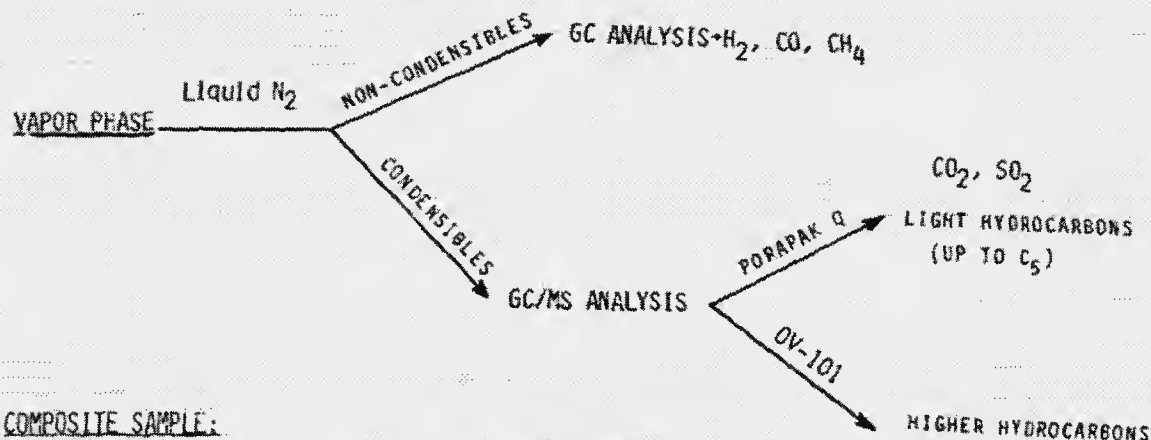 NON-CONDENSIBLES
GC ANALYSIS→H2, CO, CH4
Liquid N2
VAPOR PHASE
CONDENSIBLES
CO2, SO2
PORAPAK Q
LIGHT HYDROCARBONS
(UP TO C5)
GC/MS ANALYSIS
OV-101
COMPOSITE SAMPLE:
HIGHER HYDROCARBONS